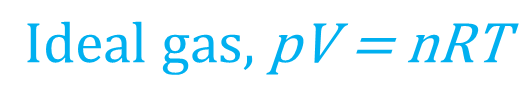 Ideal gas, pV = nRT